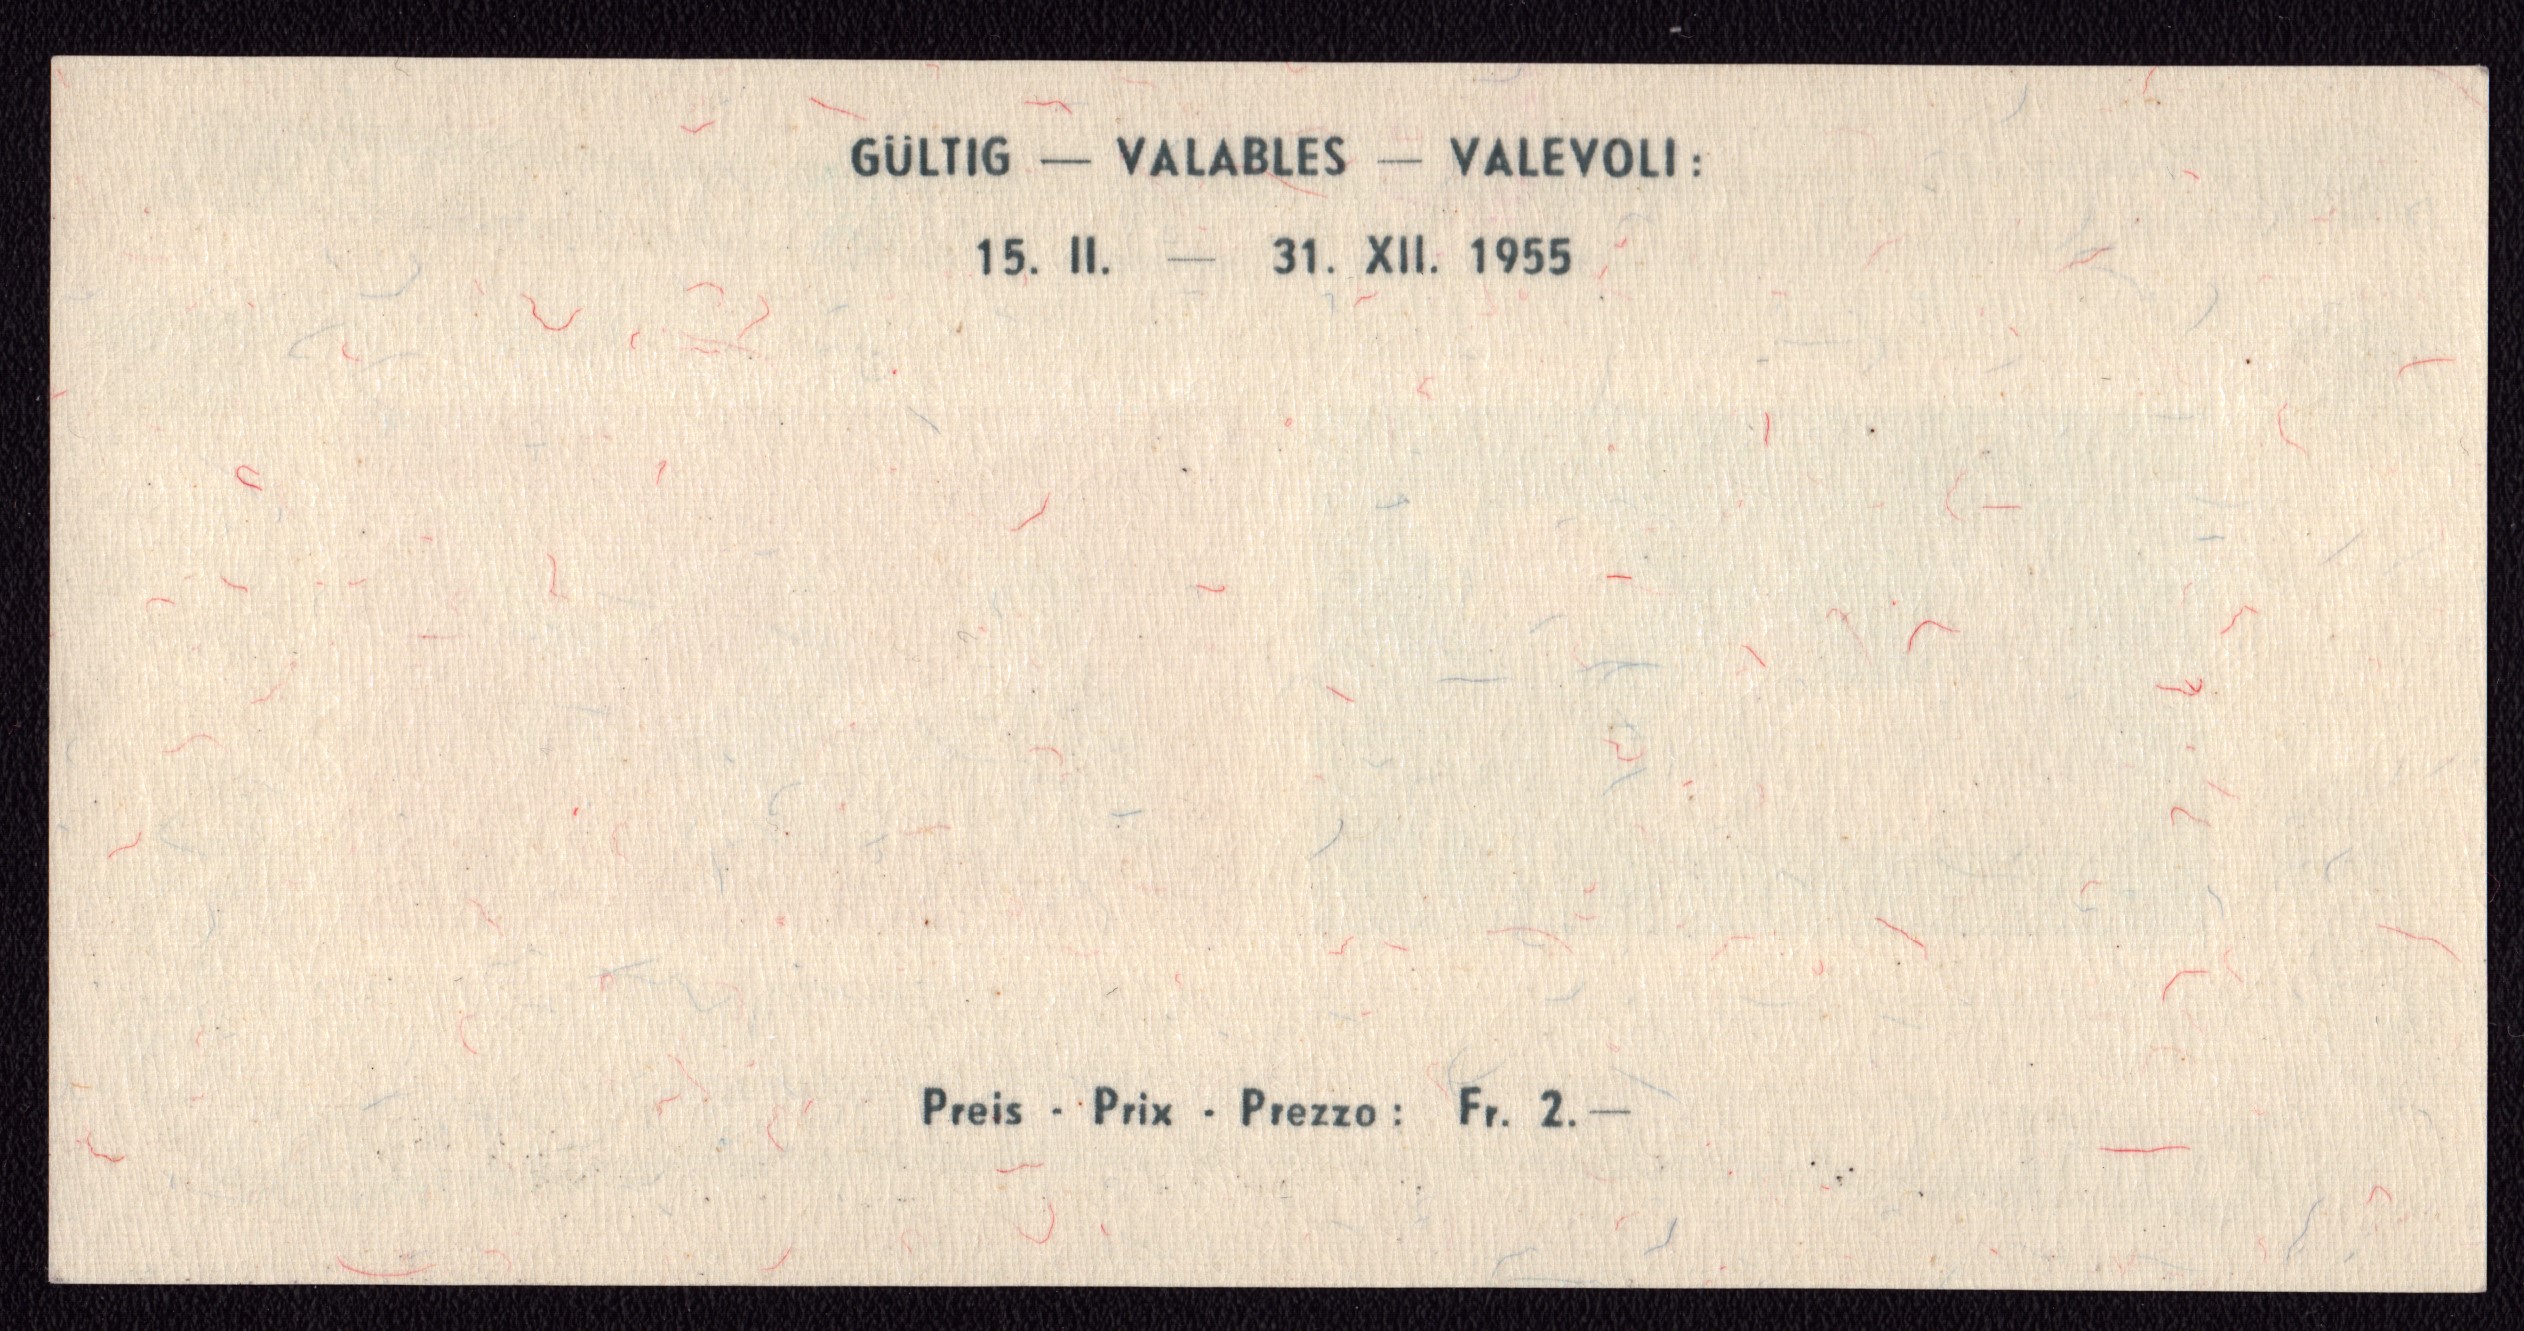 GÜLTIG — VALABLES — VALEVOLI:
15. II. — 31. XII. 1955
Preis - Prix - Prezzo: Fr. 2.—